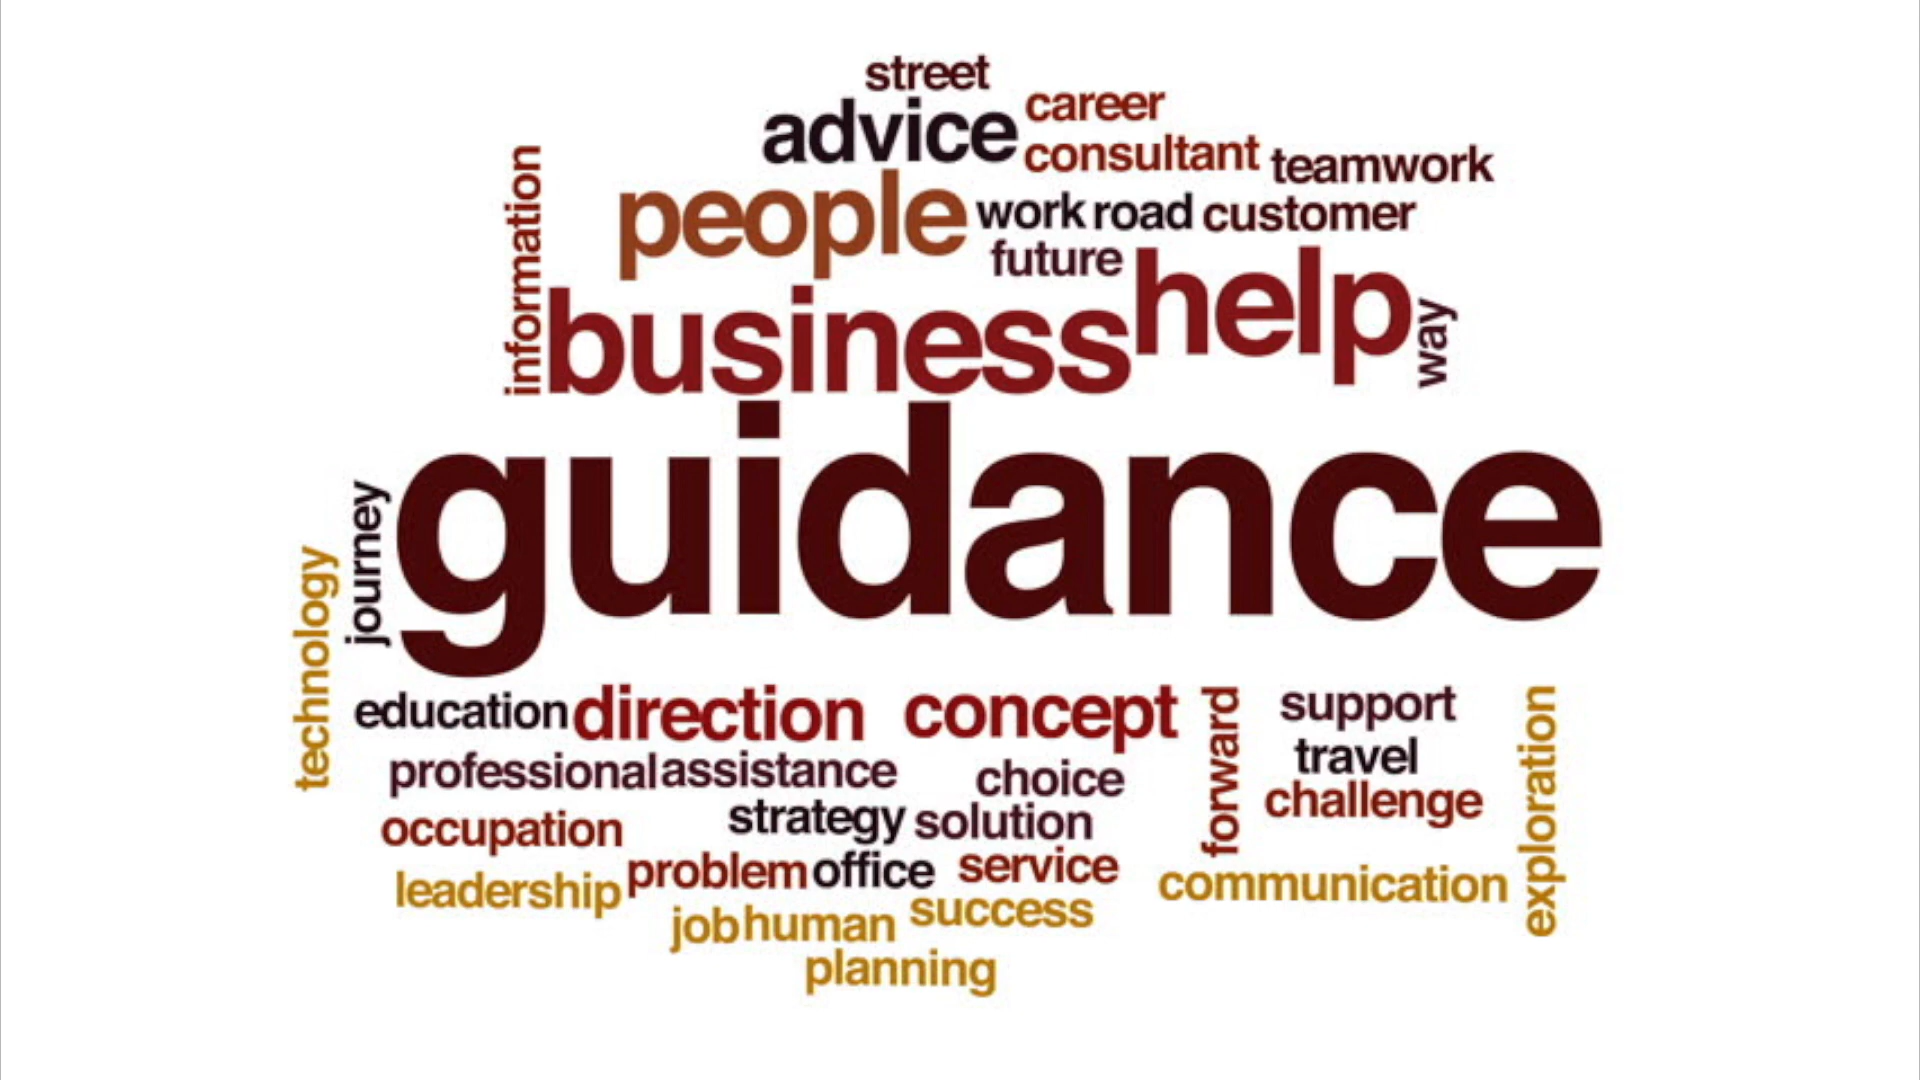 street
advice
career
consultant
teamwork
people
work
road
customer
information
future
help
business
way
guidance
journey
technology
education
direction
concept
forward
support
exploration
professional
assistance
choice
travel
occupation
strategy
solution
challenge
leadership
problem
office
service
communication
job
human
success
planning